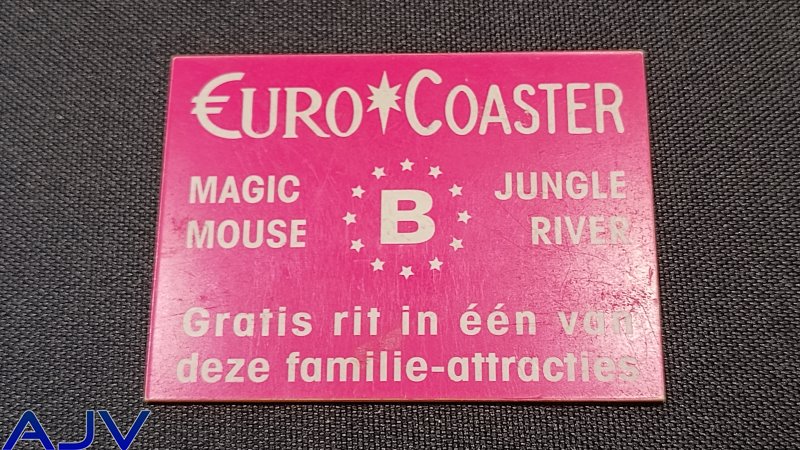 €URO COASTER
MAGIC MOUSE
B
JUNGLE RIVER
Gratis rit in één van
deze familie-attracties
AJV